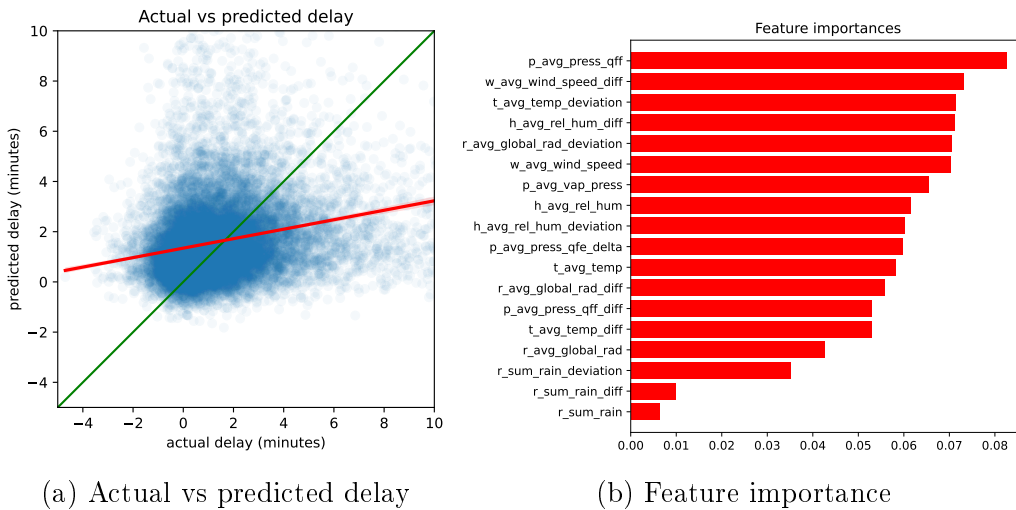 Actual vs predicted delay
10
8
6
4
2
0
−2
−4
predicted delay (minutes)
−4 −2 0 2 4 6 8 10
actual delay (minutes)
(a) Actual vs predicted delay
Feature importances
p_avg_press_qff
w_avg_wind_speed_diff
t_avg_temp_deviation
h_avg_rel_hum_diff
r_avg_global_rad_deviation
w_avg_wind_speed
p_avg_vap_press
h_avg_rel_hum
h_avg_rel_hum_deviation
p_avg_press_qfe_delta
t_avg_temp
r_avg_global_rad_diff
p_avg_press_qff_diff
t_avg_temp_diff
r_avg_global_rad
r_sum_rain_deviation
r_sum_rain_diff
r_sum_rain
0.00 0.01 0.02 0.03 0.04 0.05 0.06 0.07 0.08
(b) Feature importance